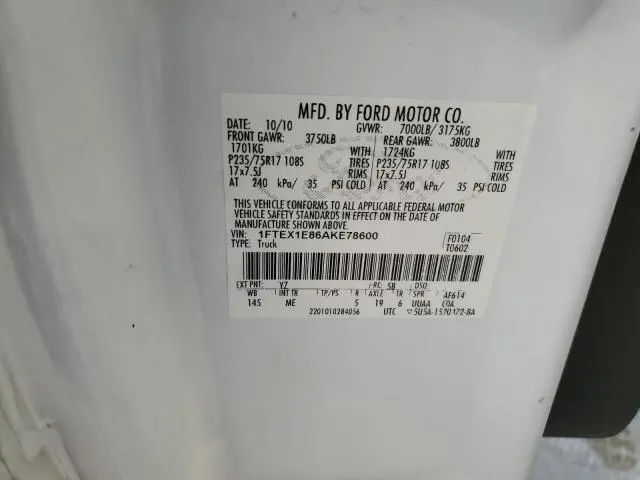 MFD. BY FORD MOTOR CO.
DATE: 10/10 GVWR: 7000LB/ 3175KG
FRONT GAWR: 3750LB REAR GAWR: 3800LB
1701KG WITH 1724KG WITH
P235/75R17 108S TIRES P235/75R17 108S TIRES
17x7.5J RIMS 17x7.5J RIMS
AT 240 kPa/ 35 PSI COLD AT 240 kPa/ 35 PSI COLD
THIS VEHICLE CONFORMS TO ALL APPLICABLE FEDERAL MOTOR
VEHICLE SAFETY STANDARDS IN EFFECT ON THE DATE OF
MANUFACTURE SHOWN ABOVE.
VIN: 1FTEX1E86AKE78600 F0104
TYPE: Truck T0602
EXT PNT: YZ RC: 58 DSO:
WB INT TR TP/PS R AXLE TR SPR AF614
145 ME 5 19 6 UUAA COA
2201010284056 UTC